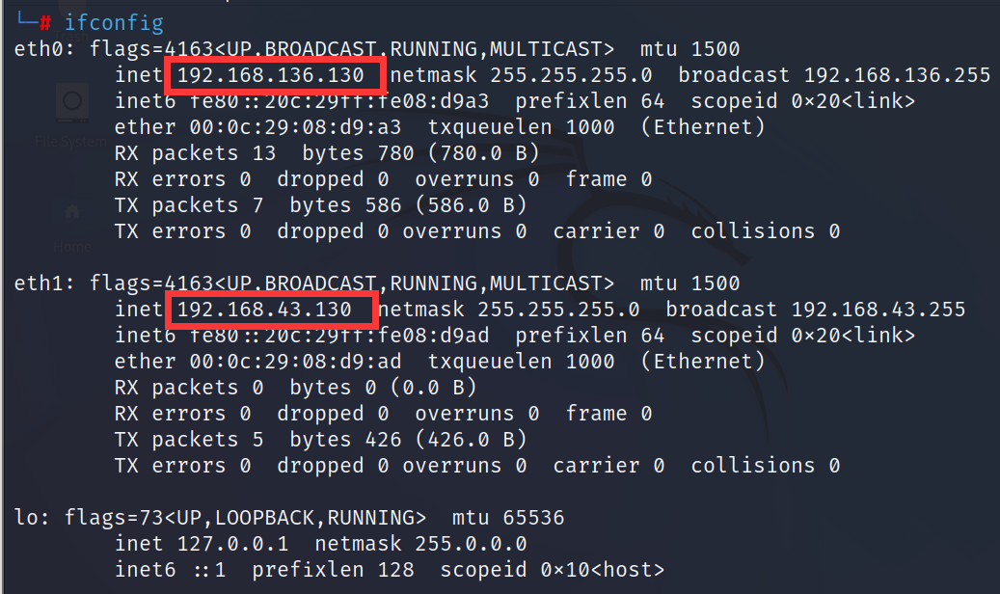 └─# ifconfig
eth0: flags=4163<UP,BROADCAST,RUNNING,MULTICAST>  mtu 1500
        inet 192.168.136.130  netmask 255.255.255.0  broadcast 192.168.136.255
        inet6 fe80::20c:29ff:fe08:d9a3  prefixlen 64  scopeid 0×20<link>
        ether 00:0c:29:08:d9:a3  txqueuelen 1000  (Ethernet)
File System
        RX packets 13  bytes 780 (780.0 B)
        RX errors 0  dropped 0  overruns 0  frame 0
        TX packets 7  bytes 586 (586.0 B)
        TX errors 0  dropped 0 overruns 0  carrier 0  collisions 0
Home
eth1: flags=4163<UP,BROADCAST,RUNNING,MULTICAST>  mtu 1500
        inet 192.168.43.130  netmask 255.255.255.0  broadcast 192.168.43.255
        inet6 fe80::20c:29ff:fe08:d9ad  prefixlen 64  scopeid 0×20<link>
        ether 00:0c:29:08:d9:ad  txqueuelen 1000  (Ethernet)
        RX packets 0  bytes 0 (0.0 B)
        RX errors 0  dropped 0  overruns 0  frame 0
        TX packets 5  bytes 426 (426.0 B)
        TX errors 0  dropped 0 overruns 0  carrier 0  collisions 0
lo: flags=73<UP,LOOPBACK,RUNNING>  mtu 65536
        inet 127.0.0.1  netmask 255.0.0.0
        inet6 ::1  prefixlen 128  scopeid 0×10<host>